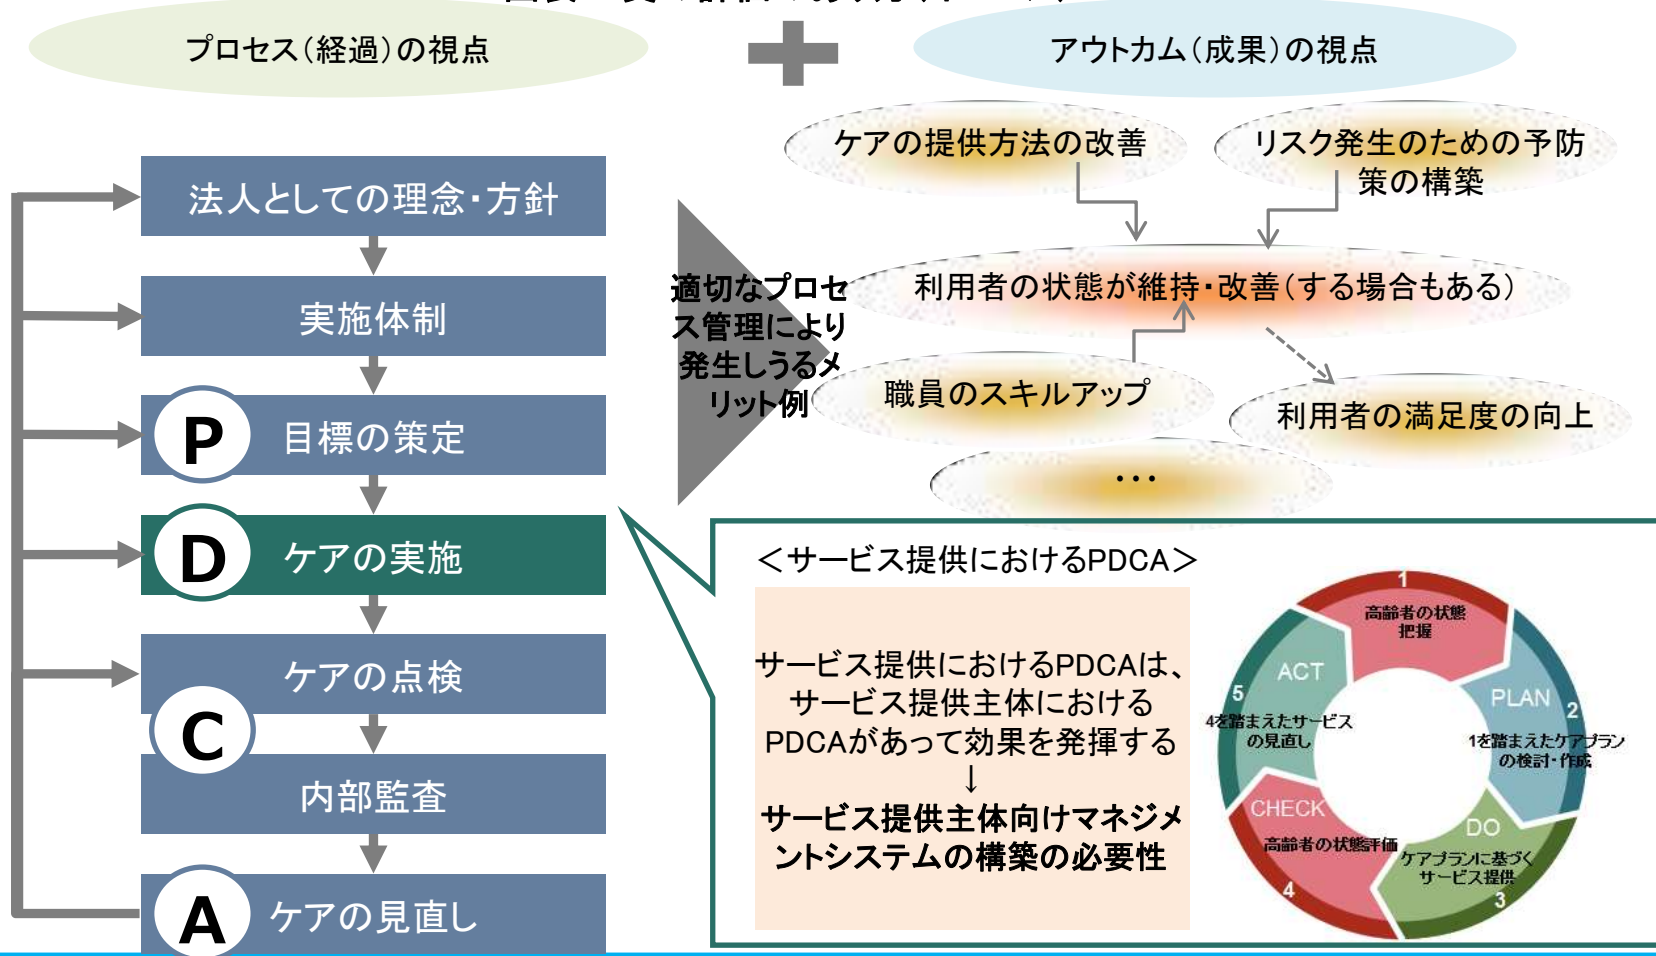 プロセス(経過)の視点
アウトカム(成果)の視点
法人としての理念・方針
実施体制
P
目標の策定
D
ケアの実施
ケアの点検
C
内部監査
A
ケアの見直し
適切なプロセ
ス管理により
発生しうるメ
リット例
ケアの提供方法の改善
リスク発生のための予防
策の構築
利用者の状態が維持・改善(する場合もある)
職員のスキルアップ
利用者の満足度の向上
・・・
<サービス提供におけるPDCA>
サービス提供におけるPDCAは、
サービス提供主体における
PDCAがあって効果を発揮する
↓
サービス提供主体向けマネジメ
ントシステムの構築の必要性
1
高齢者の状態
把握
PLAN
2
1を踏まえたケアプラン
の検討・作成
DO
ケアプランに基づく
サービス提供
3
CHECK
高齢者の状態評価
4
ACT
5
4を踏まえたサービス
の見直し